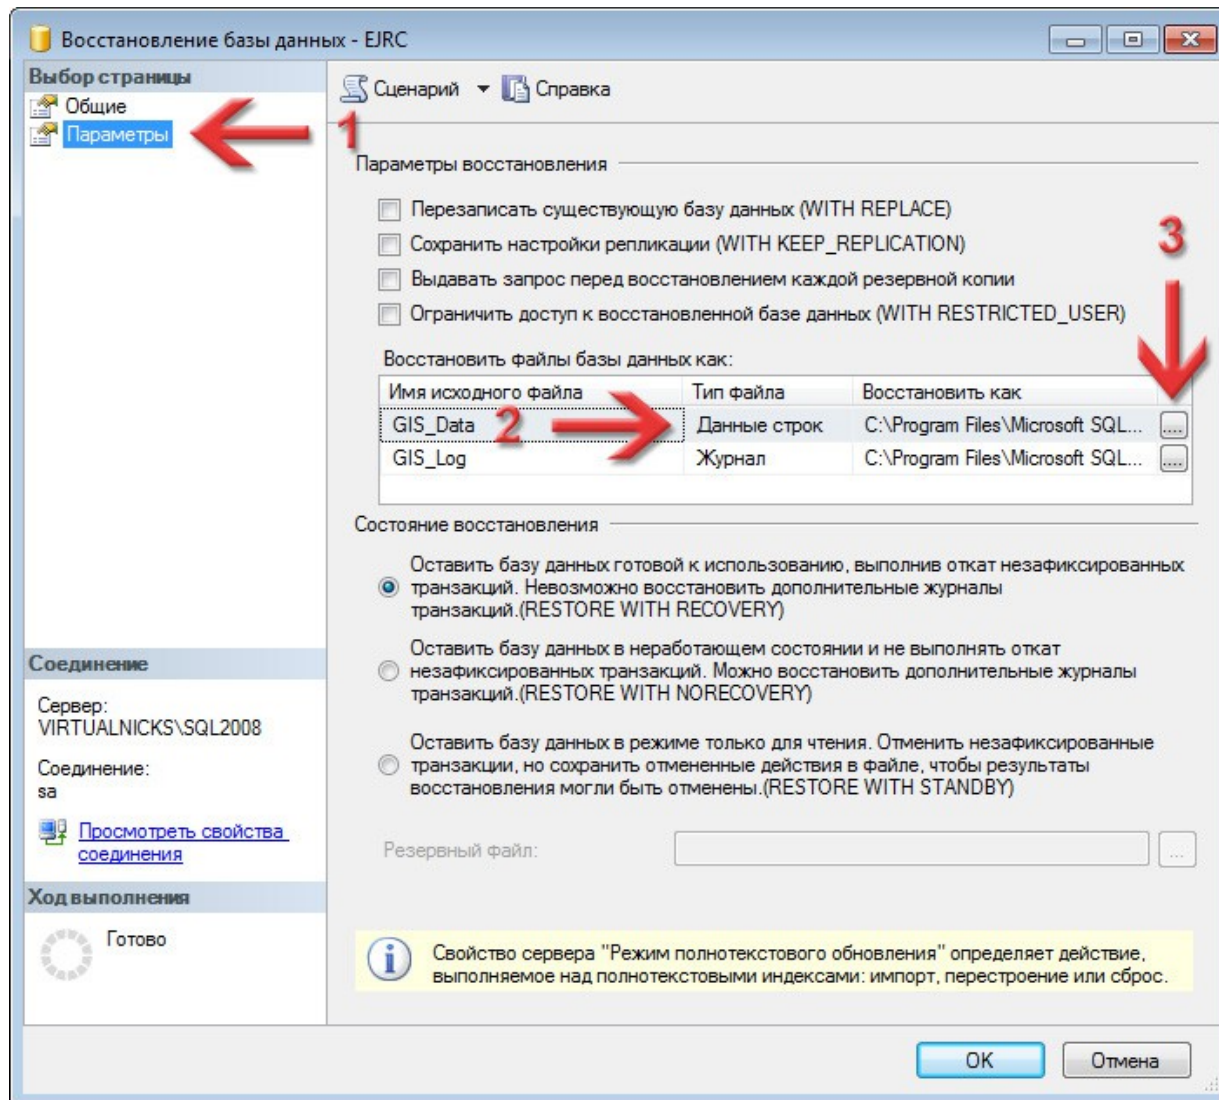 Восстановление базы данных - EJRC
Выбор страницы
Общие
Параметры
1
Сценарий Справка
Параметры восстановления
Перезаписать существующую базу данных (WITH REPLACE)
Сохранить настройки репликации (WITH KEEP_REPLICATION)
Выдавать запрос перед восстановлением каждой резервной копии
Ограничить доступ к восстановленной базе данных (WITH RESTRICTED_USER)
3
Восстановить файлы базы данных как:
Имя исходного файла Тип файла Восстановить как
GIS_Data 2 Данные строк C:\Program Files\Microsoft SQL... ....
GIS_Log Журнал C:\Program Files\Microsoft SQL... ....
Состояние восстановления
Оставить базу данных готовой к использованию, выполнив откат незафиксированных
транзакций. Невозможно восстановить дополнительные журналы
транзакций.(RESTORE WITH RECOVERY)
Оставить базу данных в неработающем состоянии и не выполнять откат
незафиксированных транзакций. Можно восстановить дополнительные журналы
транзакций.(RESTORE WITH NORECOVERY)
Оставить базу данных в режиме только для чтения. Отменить незафиксированные
транзакции, но сохранить отмененные действия в файле, чтобы результаты
восстановления могли быть отменены.(RESTORE WITH STANDBY)
Резервный файл: ...
Соединение
Сервер:
VIRTUALNICKS\SQL2008
Соединение:
sa
Просмотреть свойства
соединения
Ход выполнения
Готово
Свойство сервера "Режим полнотекстового обновления" определяет действие,
выполняемое над полнотекстовыми индексами: импорт, перестроение или сброс.
OK Отмена